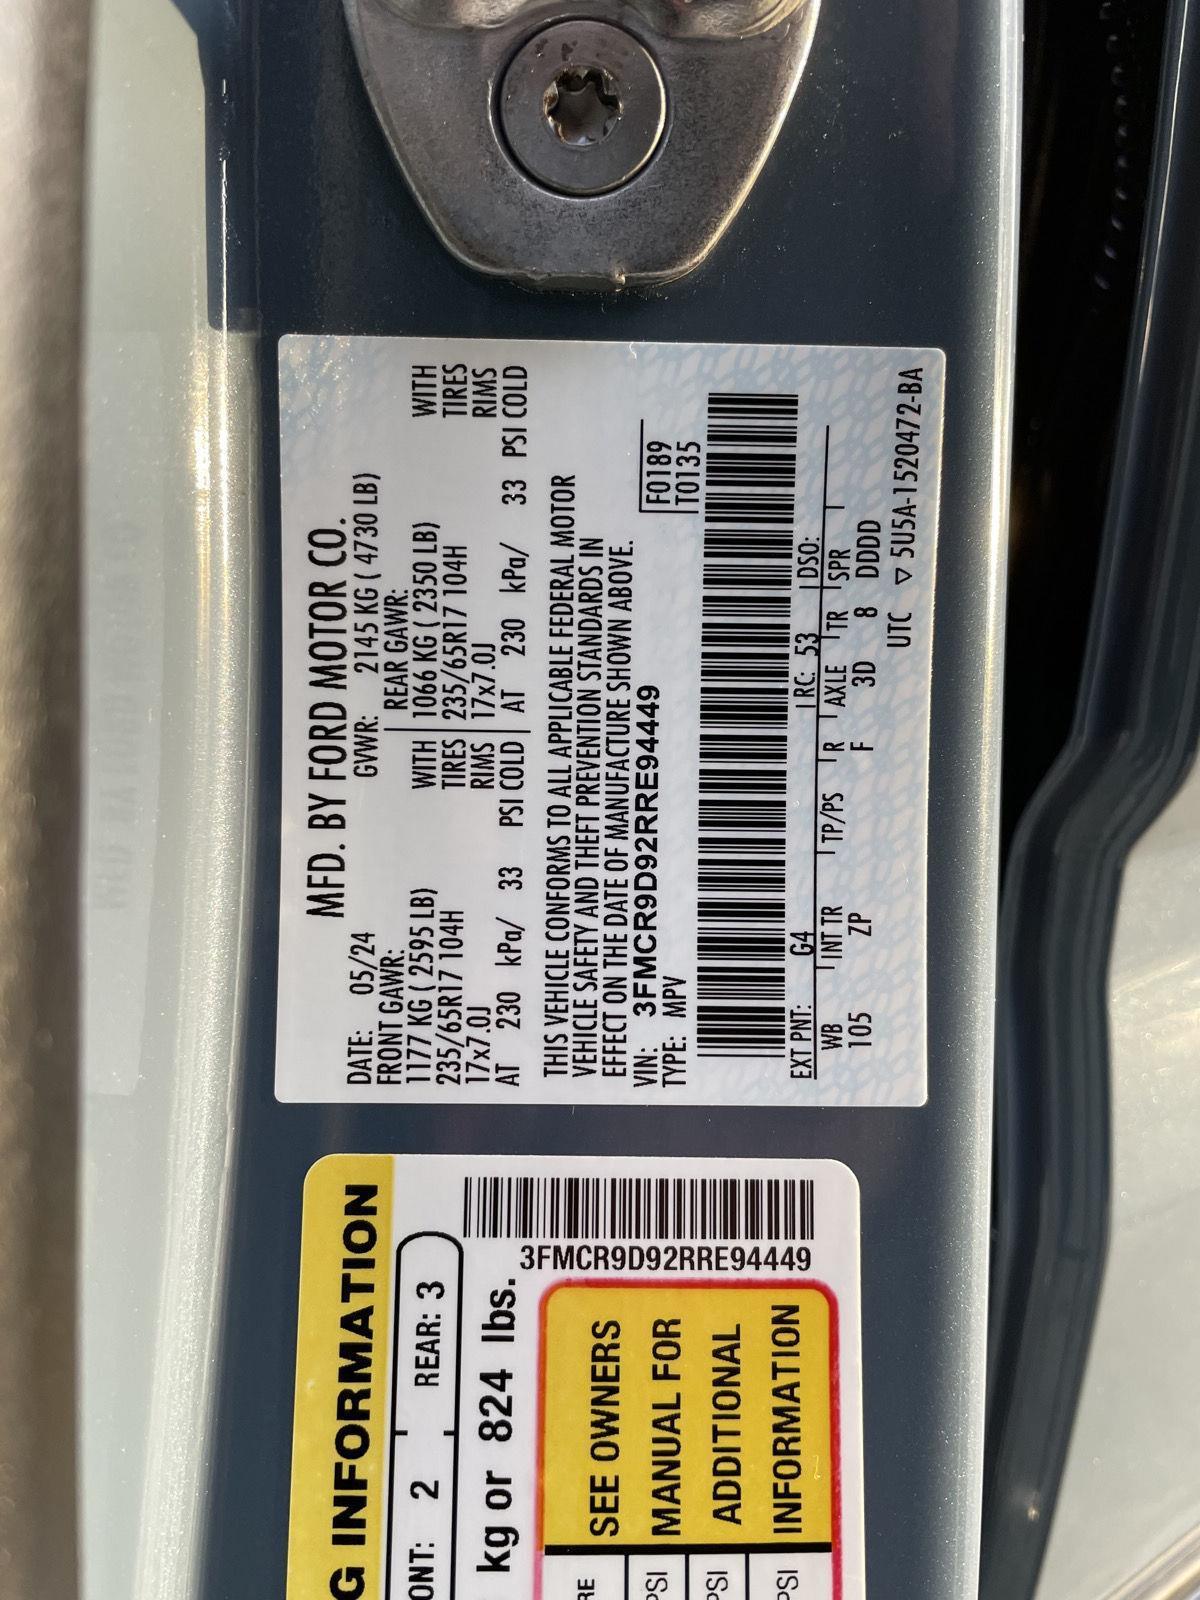 MFD. BY FORD MOTOR CO.
DATE: 05/24 GVWR: 2145 KG ( 4730 LB)
FRONT GAWR: REAR GAWR:
1177 KG ( 2595 LB) WITH 1066 KG ( 2350 LB) WITH
235/65R17 104H TIRES 235/65R17 104H TIRES
17x7.0J RIMS 17x7.0J RIMS
AT 230 kPa/ 33 PSI COLD AT 230 kPa/ 33 PSI COLD
THIS VEHICLE CONFORMS TO ALL APPLICABLE FEDERAL MOTOR
VEHICLE SAFETY AND THEFT PREVENTION STANDARDS IN
EFFECT ON THE DATE OF MANUFACTURE SHOWN ABOVE.
VIN: 3FMCR9D92RRE94449 F0189
TYPE: MPV T0135
EXT PNT: G4 RC: 53 DSO:
WB INT TR TP/PS R AXLE TR SPR
105 ZP F 3D 8 DDDD
UTC ▽ 5U5A-1520472-BA
G INFORMATION
ONT: 2 REAR: 3
kg or 824 lbs.
3FMCR9D92RRE94449
RE SEE OWNERS
PSI MANUAL FOR
PSI ADDITIONAL
PSI INFORMATION